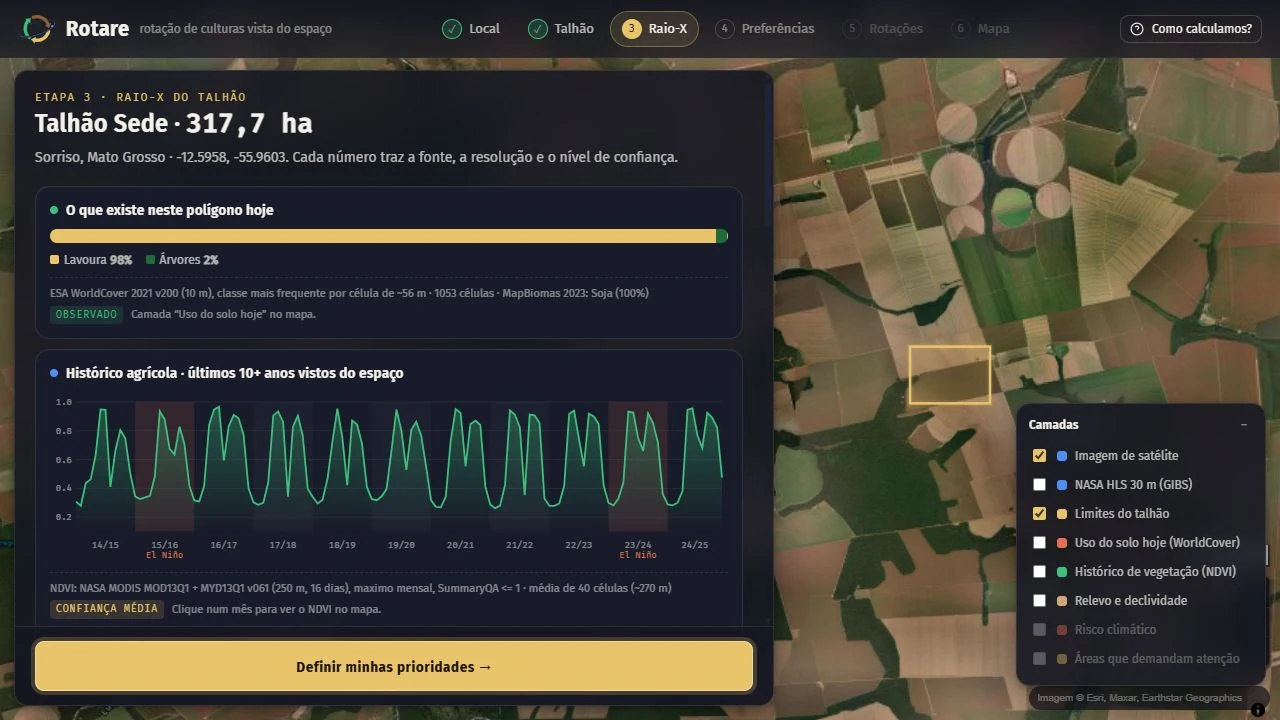 Rotare rotação de culturas vista do espaço
✓ Local ✓ Talhão 3 Raio-X 4 Preferências 5 Rotações 6 Mapa
Como calculamos?
ETAPA 3 · RAIO-X DO TALHÃO
Talhão Sede · 317,7 ha
Sorriso, Mato Grosso · -12.5958, -55.9603. Cada número traz a fonte, a resolução e o nível de confiança.
O que existe neste polígono hoje
Lavoura 98% Árvores 2%
ESA WorldCover 2021 v200 (10 m), classe mais frequente por célula de ~56 m · 1053 células · MapBiomas 2023: Soja (100%)
OBSERVADO Camada “Uso do solo hoje” no mapa.
Histórico agrícola · últimos 10+ anos vistos do espaço
1.0
0.8
0.6
0.4
0.2
14/15 15/16 16/17 17/18 18/19 19/20 20/21 21/22 22/23 23/24 24/25
El Niño El Niño
NDVI: NASA MODIS MOD13Q1 + MYD13Q1 v061 (250 m, 16 dias), maximo mensal, SummaryQA <= 1 · média de 40 células (~270 m)
CONFIANÇA MÉDIA Clique num mês para ver o NDVI no mapa.
Definir minhas prioridades →
Camadas –
Imagem de satélite
NASA HLS 30 m (GIBS)
Limites do talhão
Uso do solo hoje (WorldCover)
Histórico de vegetação (NDVI)
Relevo e declividade
Risco climático
Áreas que demandam atenção
Imagem © Esri, Maxar, Earthstar Geographics